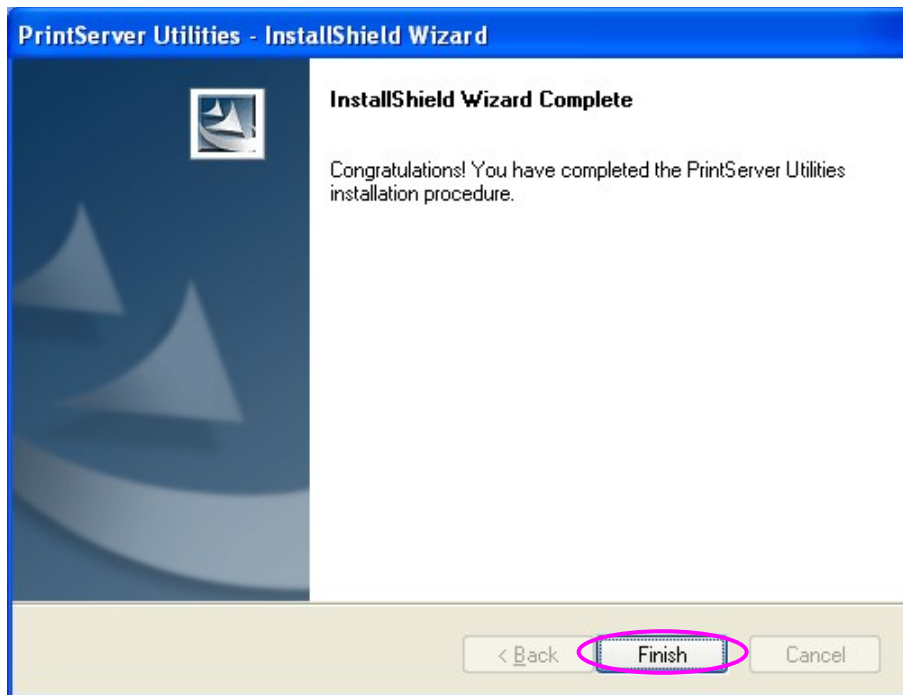 PrintServer Utilities - InstallShield Wizard
InstallShield Wizard Complete
Congratulations! You have completed the PrintServer Utilities
installation procedure.
< Back Finish Cancel